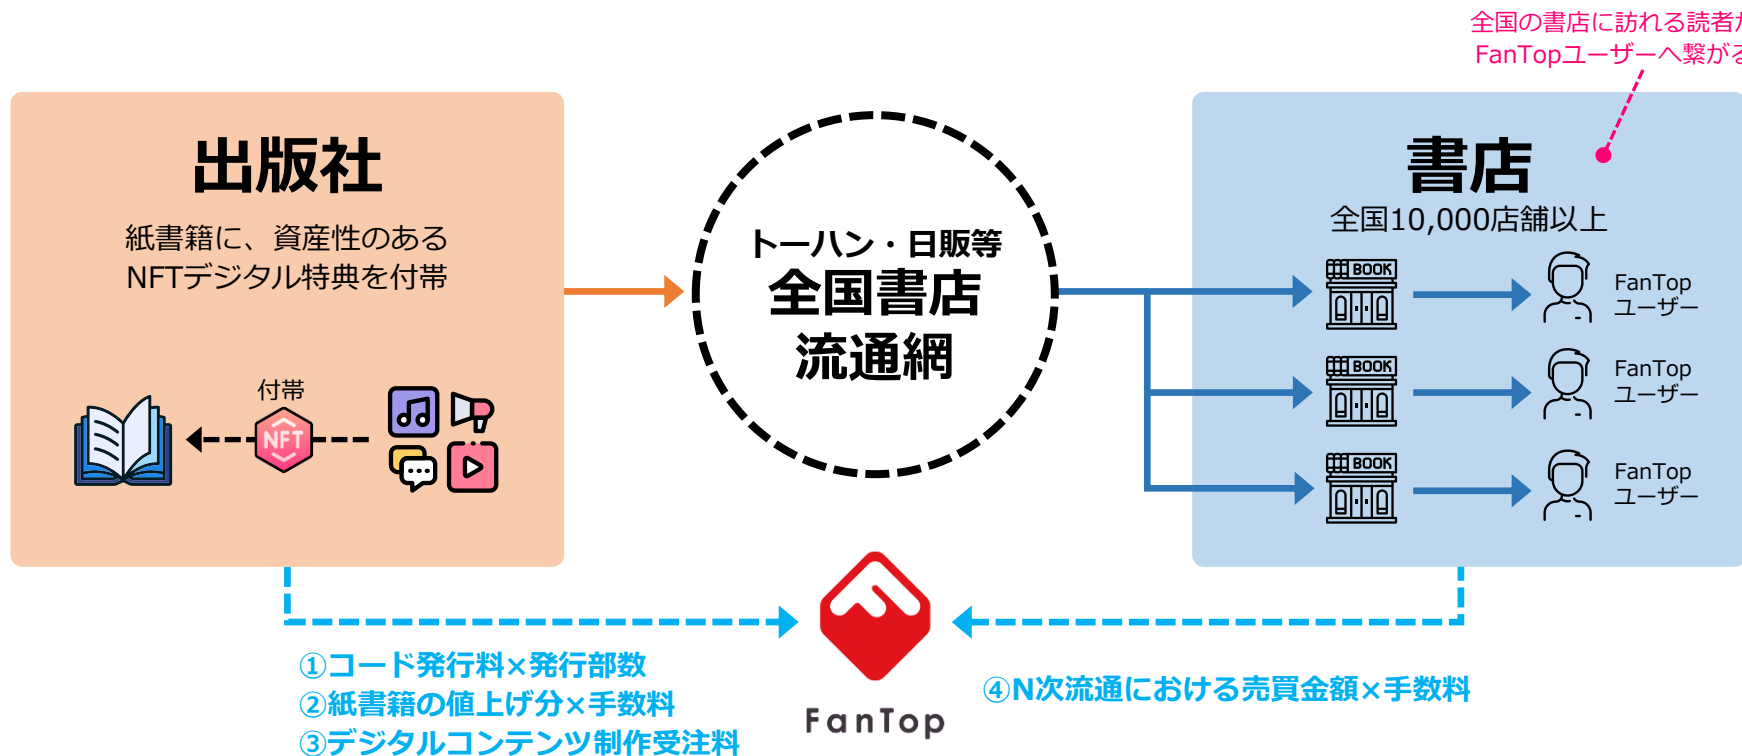 全国の書店に訪れる読者が
FanTopユーザーへ繋がる
出版社
紙書籍に、資産性のある
NFTデジタル特典を付帯
付帯
NFT
トーハン・日販等
全国書店
流通網
書店
全国10,000店舗以上
BOOK
FanTop
ユーザー
BOOK
FanTop
ユーザー
BOOK
FanTop
ユーザー
①コード発行料×発行部数
②紙書籍の値上げ分×手数料
③デジタルコンテンツ制作受注料
FanTop
④N次流通における売買金額×手数料